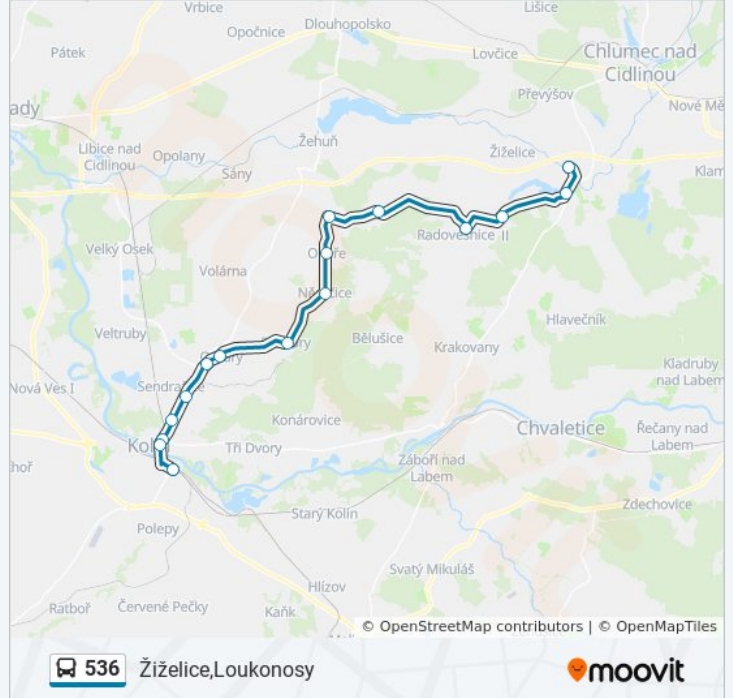 Vrbice
Lišice
Dlouhopolsko
Opočnice
Pátek
Lovčice
Chlumec nad
Cidlinou
Převýšov
ady
Nové Mě
Žehuň
Libice nad
Cidlinou
Opolany
Žiželice
Sány
Klam
Radovesnice II
Velký Osek
Volárna
Hlavečník
Veltruby
Bělušice
Krakovany
Kladruby
nad Labem
Nová Ves I
Konárovice
Chvaletice
Řečany nad
Labem
Tři Dvory
Záboří nad
Labem
Zdechovice
Starý Kolín
Polepy
Svatý Mikuláš
Hlízov
Ratboř
Červené Pečky
Kaňk
© OpenStreetMap contributors | © OpenMapTiles
536
Žiželice,Loukonosy
moovit